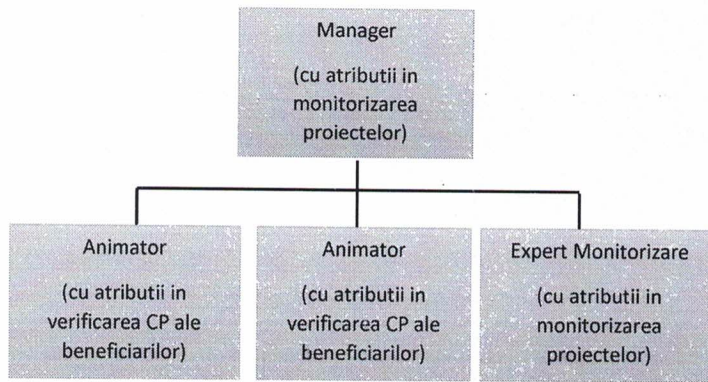 Manager
(cu atributii in
monitorizarea
proiectelor)
Animator
(cu atributii in
verificarea CP ale
beneficiarilor)
Animator
(cu atributii in
verificarea CP ale
beneficiarilor)
Expert Monitorizare
(cu atributii in
monitorizarea
proiectelor)